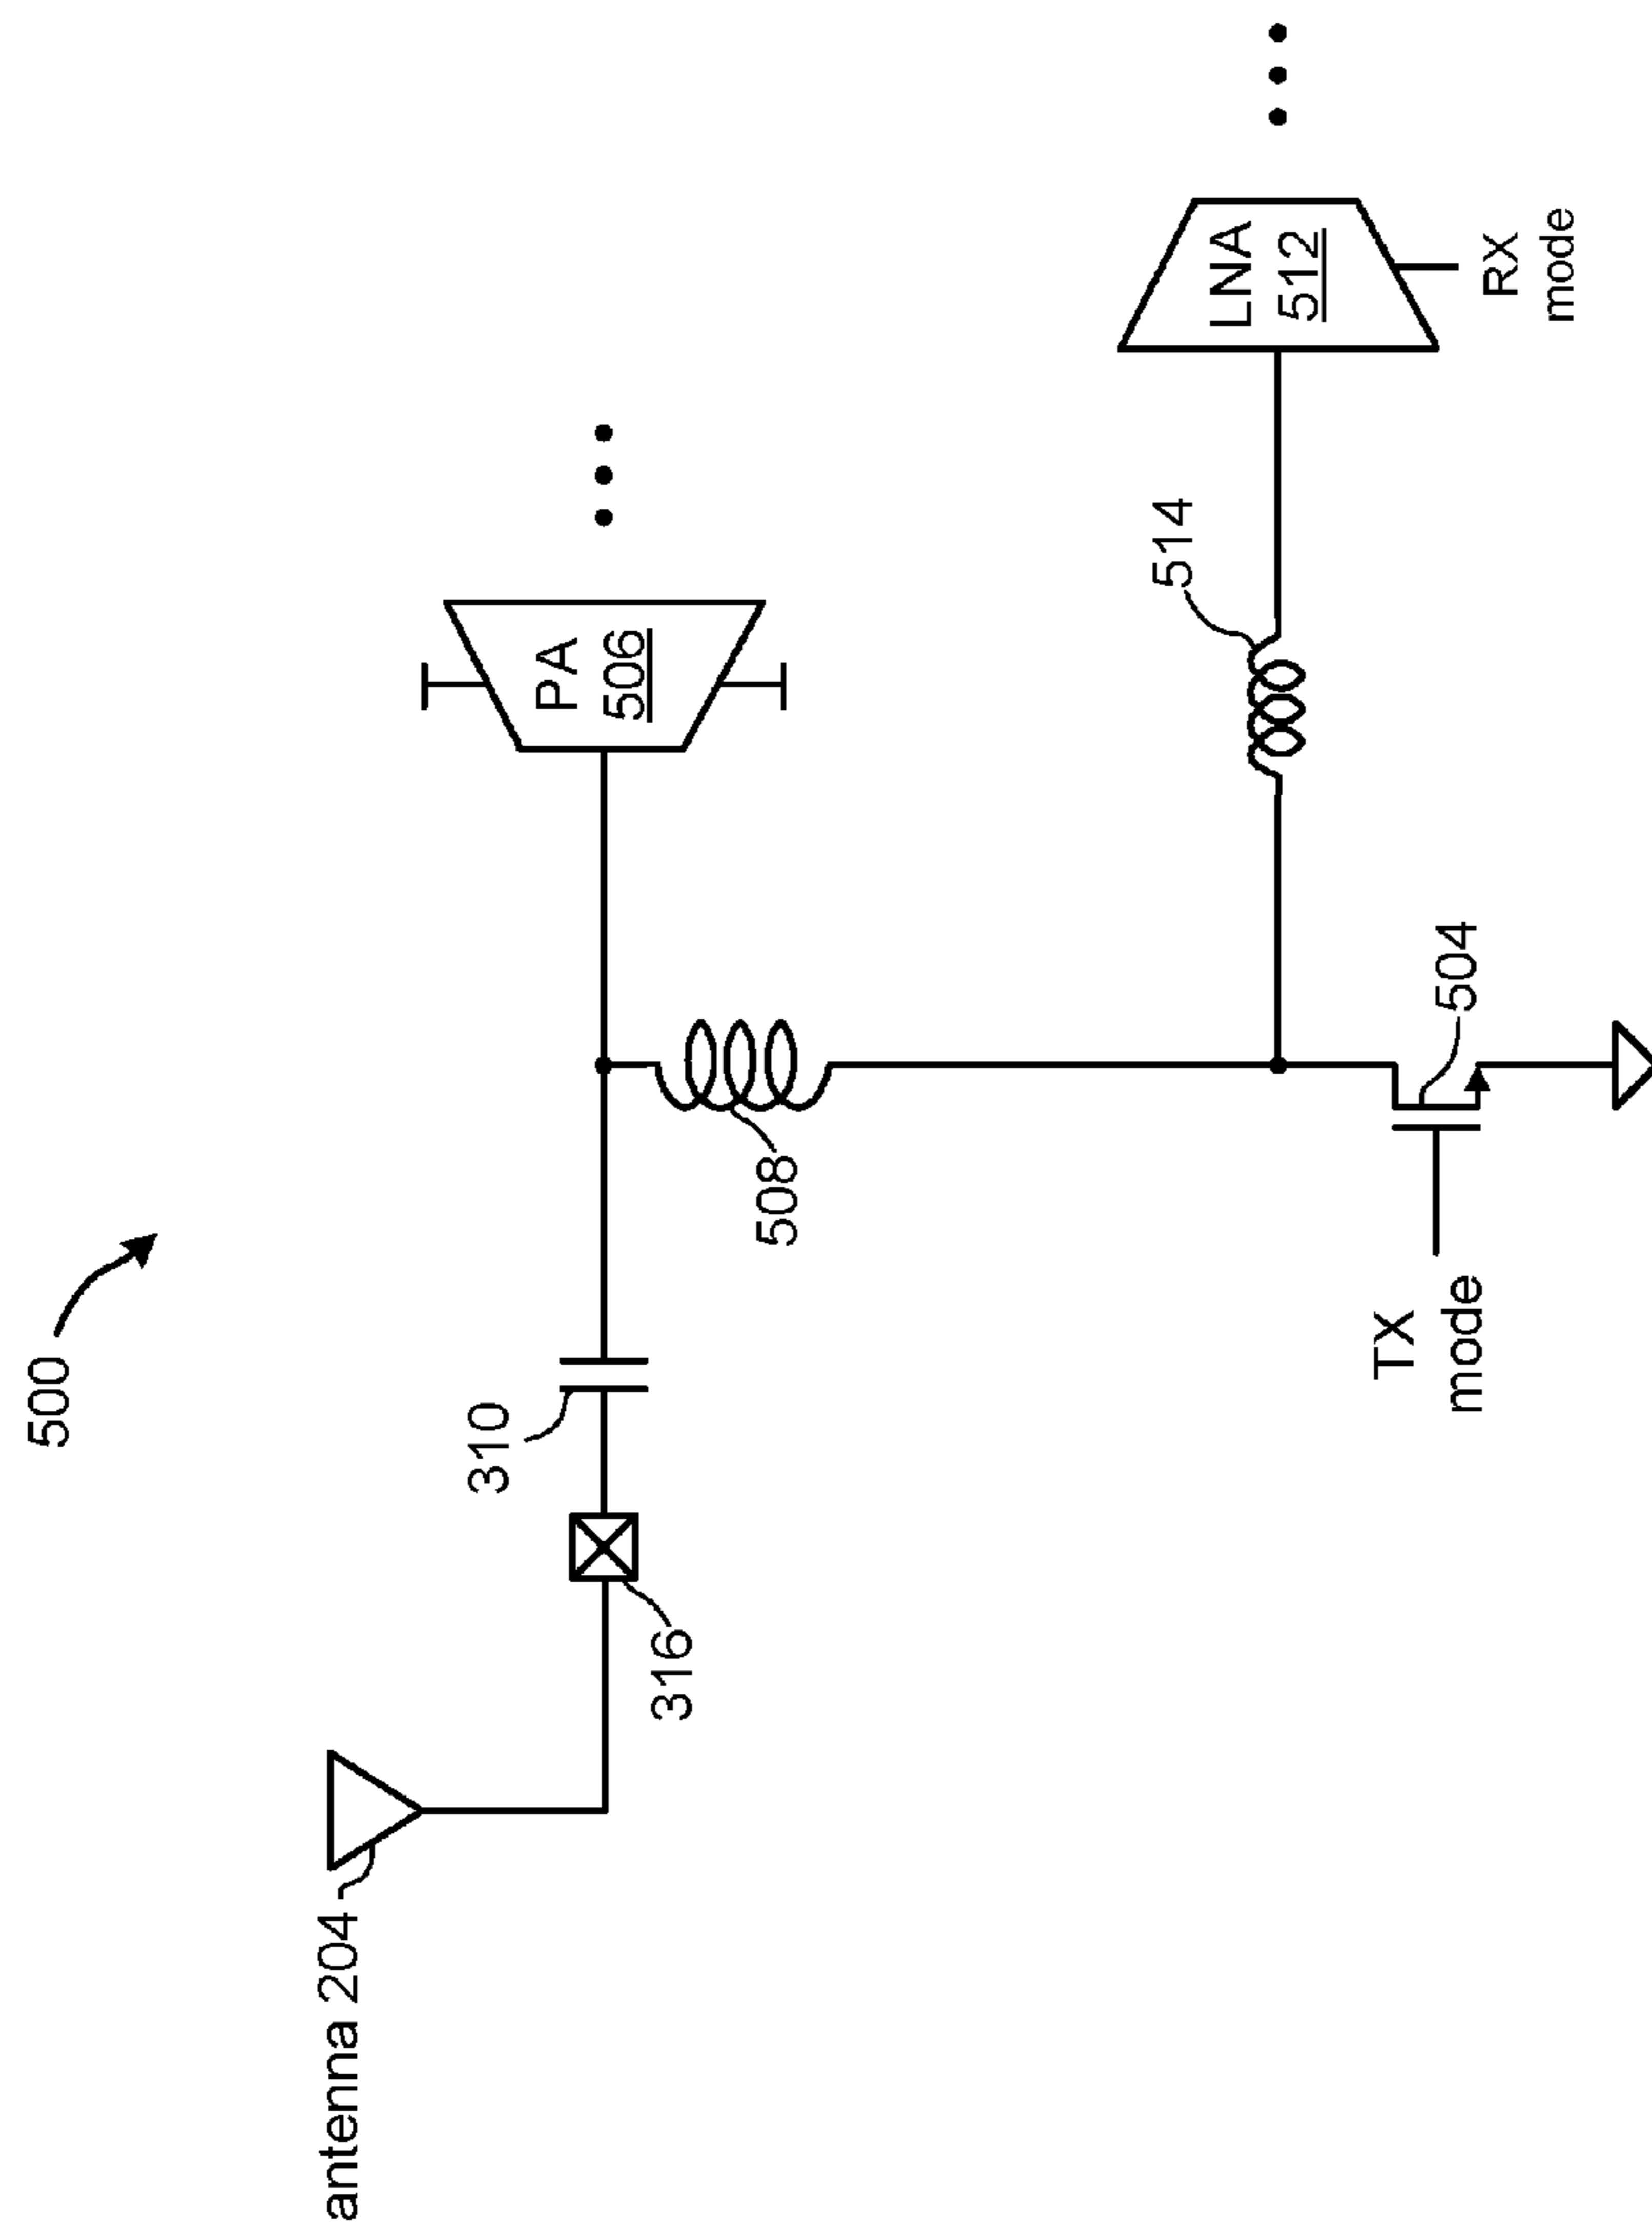 500
antenna 204
316
310
508
PA
506
514
LNA
512
RX
mode
504
TX
mode